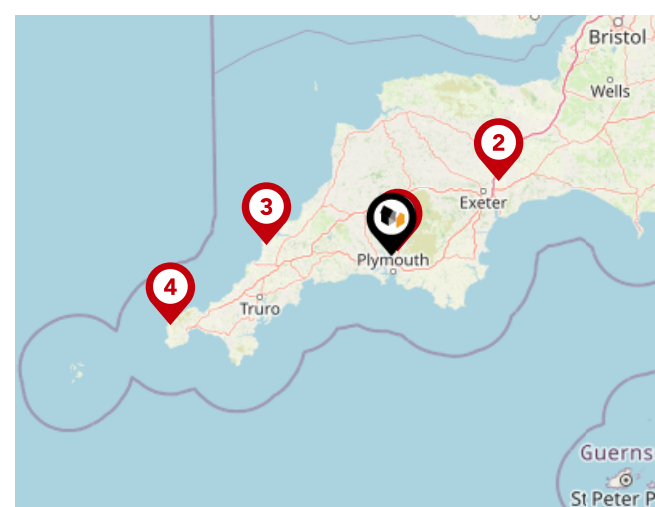 Bristol
Wells
2
Exeter
3
Plymouth
4
Truro
Guerns
St Peter P